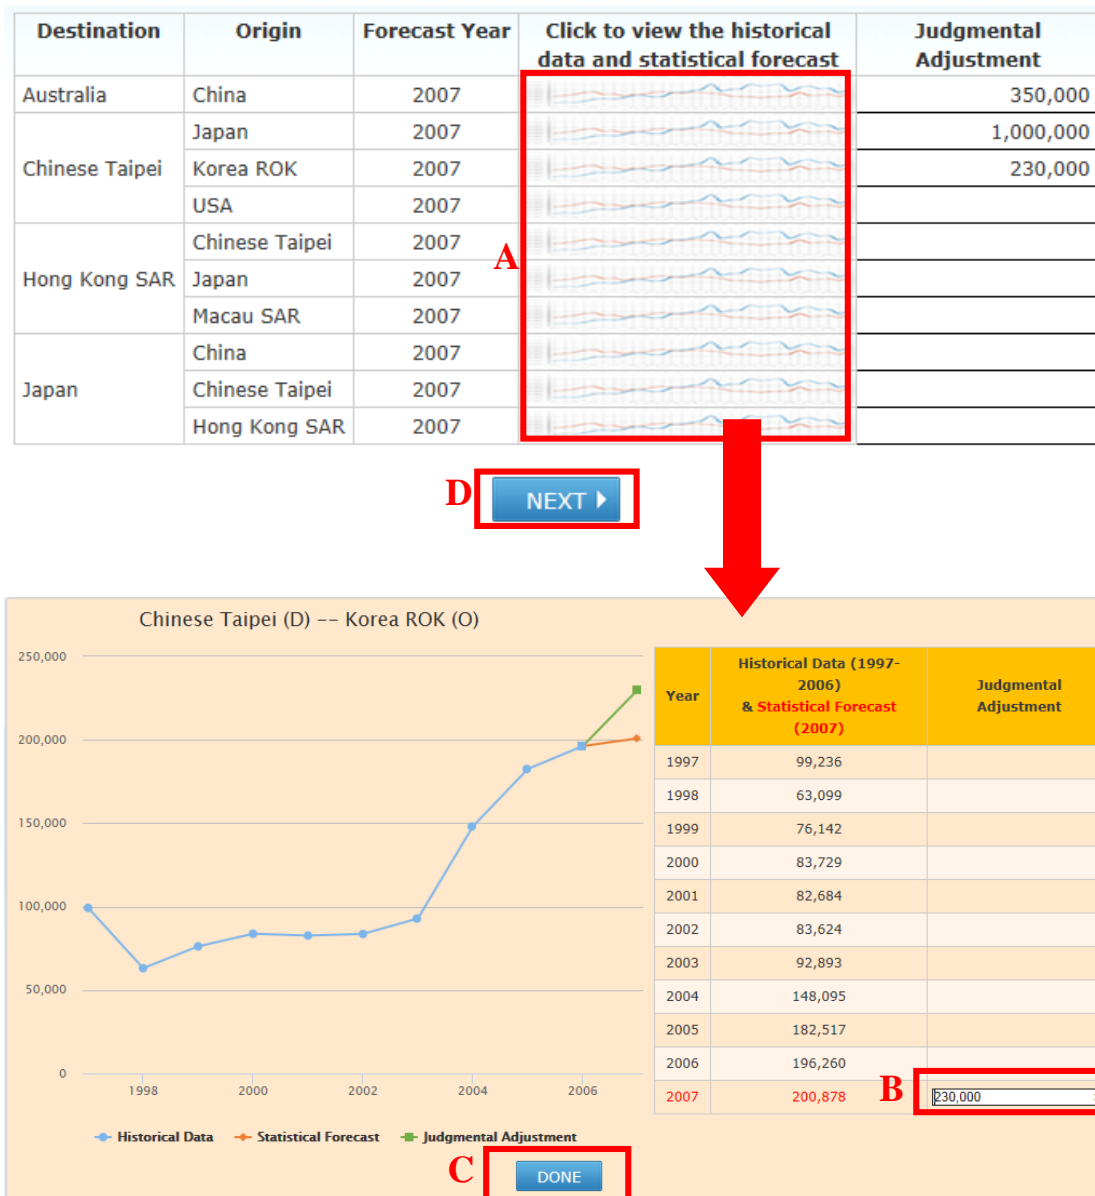 Destination Origin Forecast Year Click to view the historical data and statistical forecast Judgmental Adjustment
Australia China 2007 350,000
Chinese Taipei Japan 2007 1,000,000
Korea ROK 2007 230,000
USA 2007
Hong Kong SAR Chinese Taipei 2007
A
Japan 2007
Macau SAR 2007
Japan China 2007
Chinese Taipei 2007
Hong Kong SAR 2007
D NEXT
Chinese Taipei (D) -- Korea ROK (O)
250,000
200,000
150,000
100,000
50,000
0
1998 2000 2002 2004 2006
Historical Data Statistical Forecast Judgmental Adjustment
Year Historical Data (1997-2006) & Statistical Forecast (2007) Judgmental Adjustment
1997 99,236
1998 63,099
1999 76,142
2000 83,729
2001 82,684
2002 83,624
2003 92,893
2004 148,095
2005 182,517
2006 196,260
2007 200,878 B 230,000
C DONE